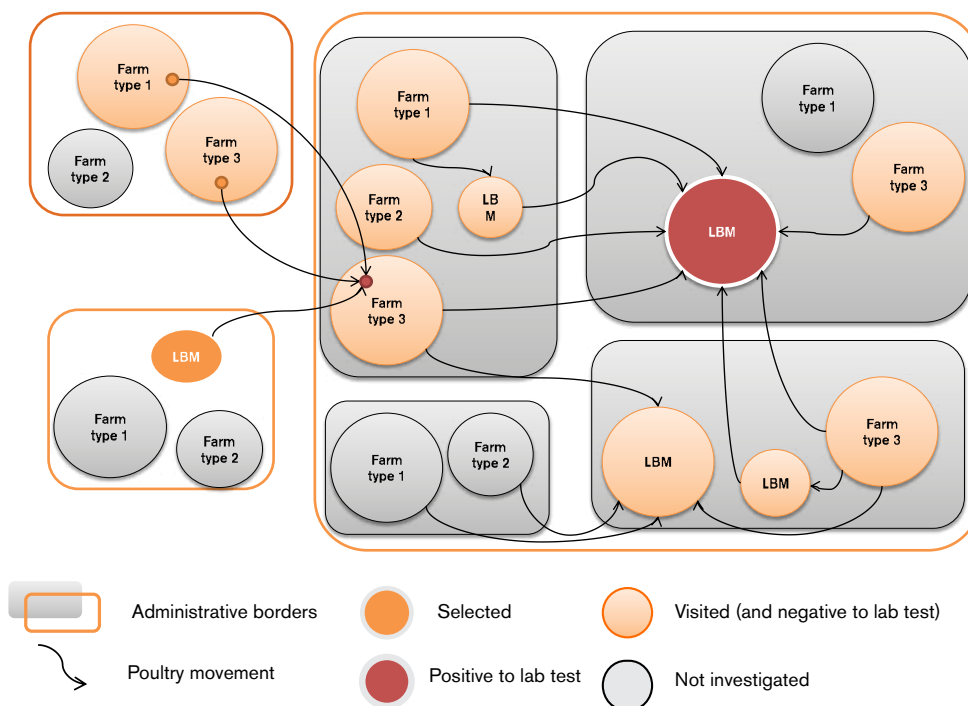 Farm
type 1
Farm
type 3
Farm
type 2
LBM
Farm
type 1
Farm
type 2
Farm
type 1
Farm
type 2
LB
M
Farm
type 3
Farm
type 1
Farm
type 3
LBM
Farm
type 1
Farm
type 2
LBM
LBM
Farm
type 3
Administrative borders
Selected
Visited (and negative to lab test)
Poultry movement
Positive to lab test
Not investigated